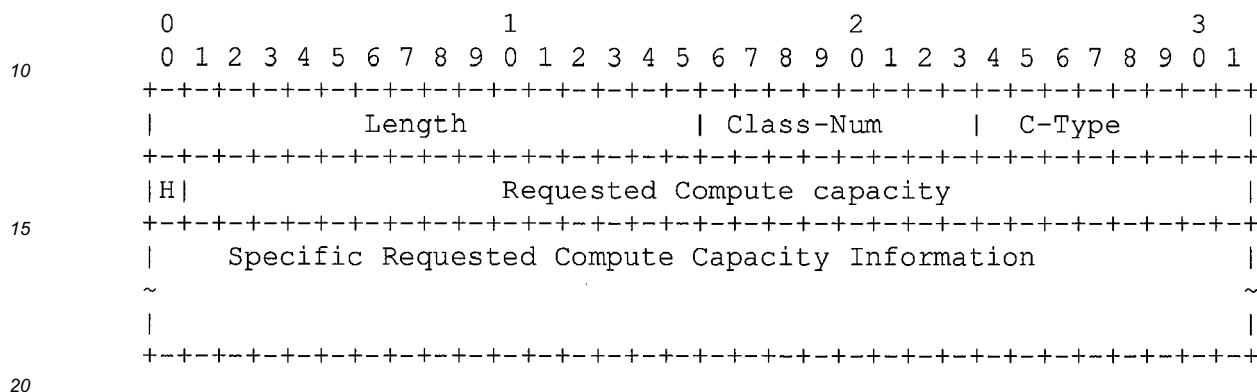 0                   1                   2                   3
10 0 1 2 3 4 5 6 7 8 9 0 1 2 3 4 5 6 7 8 9 0 1 2 3 4 5 6 7 8 9 0 1
+-+-+-+-+-+-+-+-+-+-+-+-+-+-+-+-+-+-+-+-+-+-+-+-+-+-+-+-+-+-+-+-+
| Length | Class-Num | C-Type |
+-+-+-+-+-+-+-+-+-+-+-+-+-+-+-+-+-+-+-+-+-+-+-+-+-+-+-+-+-+-+-+-+
|H| Requested Compute capacity |
15 +-+-+-+-+-+-+-+-+-+-+-+-+-+-+-+-+-+-+-+-+-+-+-+-+-+-+-+-+-+-+-+-+
| Specific Requested Compute Capacity Information |
~ ~
| |
+-+-+-+-+-+-+-+-+-+-+-+-+-+-+-+-+-+-+-+-+-+-+-+-+-+-+-+-+-+-+-+-+
20